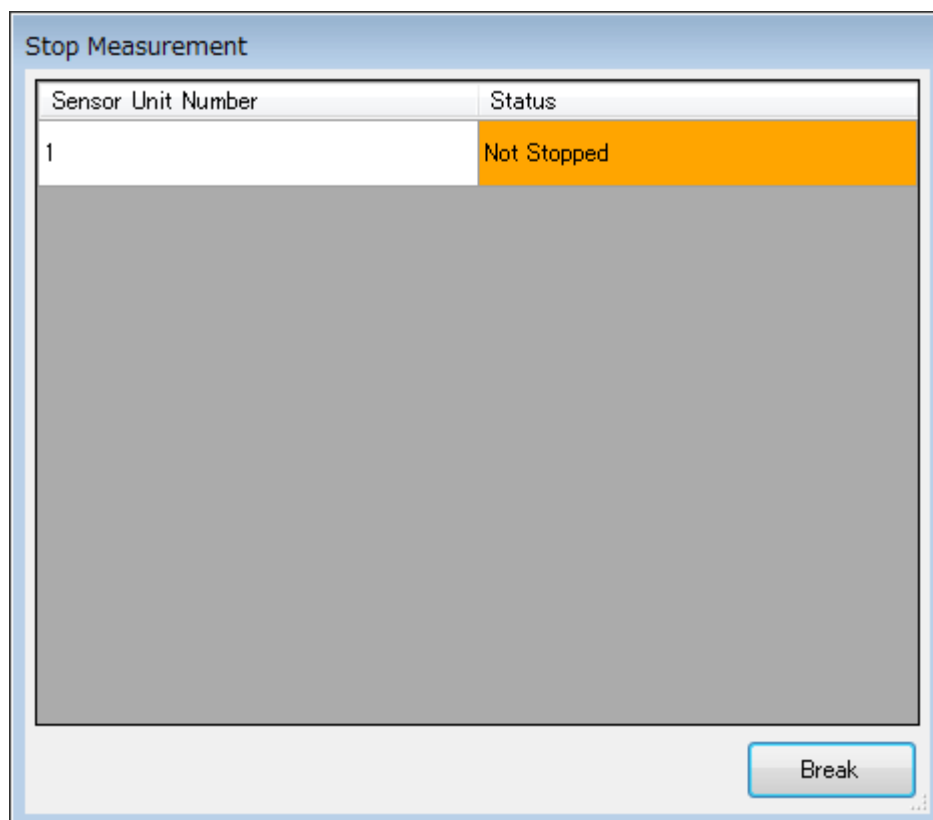 Stop Measurement
Sensor Unit Number Status
1 Not Stopped
Break